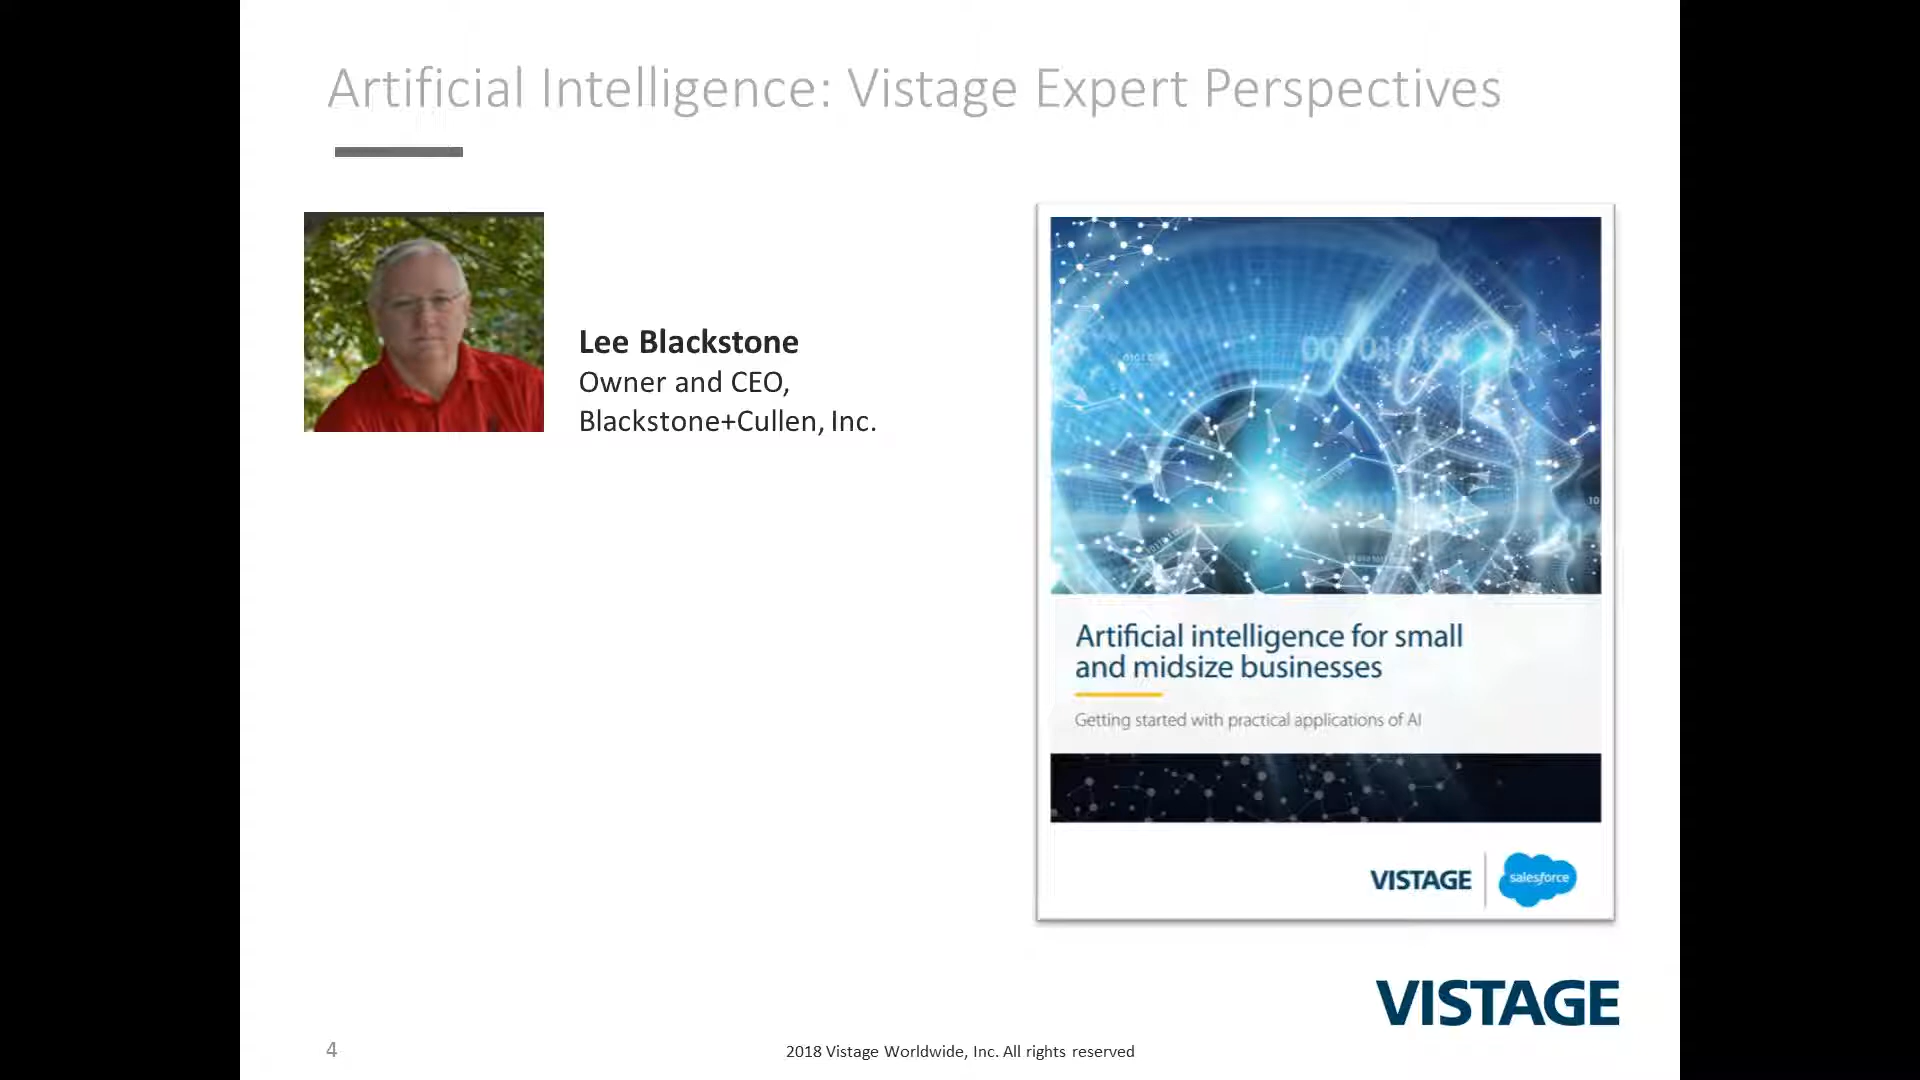 Artificial Intelligence: Vistage Expert Perspectives
Lee Blackstone
Owner and CEO,
Blackstone+Cullen, Inc.
Artificial intelligence for small
and midsize businesses
Getting started with practical applications of AI
VISTAGE
salesforce
VISTAGE
4
2018 Vistage Worldwide, Inc. All rights reserved